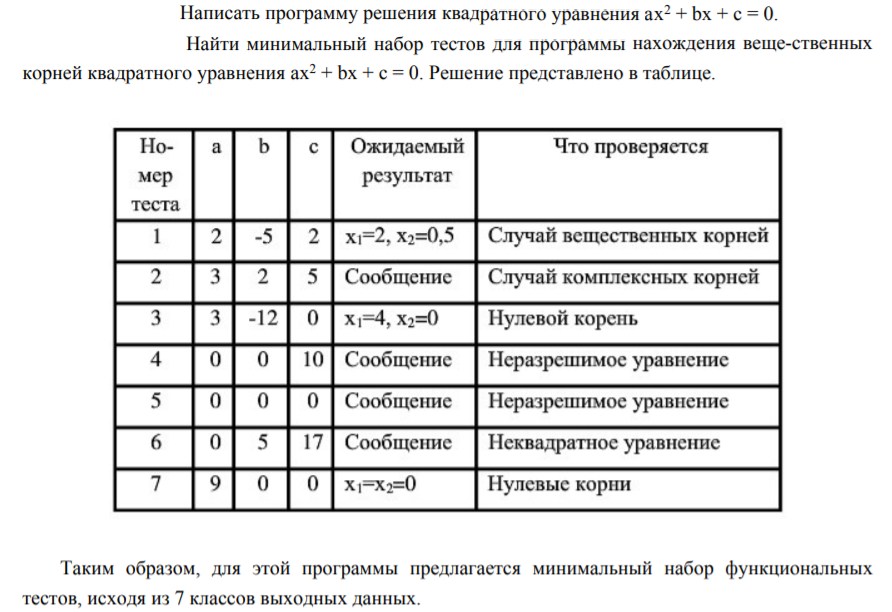 Написать программу решения квадратного уравнения ax² + bx + c = 0.
Найти минимальный набор тестов для программы нахождения веще-ственных
корней квадратного уравнения ax² + bx + c = 0. Решение представлено в таблице.
Но-
мер
теста a b c Ожидаемый
результат Что проверяется
1 2 -5 2 x₁=2, x₂=0,5 Случай вещественных корней
2 3 2 5 Сообщение Случай комплексных корней
3 3 -12 0 x₁=4, x₂=0 Нулевой корень
4 0 0 10 Сообщение Неразрешимое уравнение
5 0 0 0 Сообщение Неразрешимое уравнение
6 0 5 17 Сообщение Неквадратное уравнение
7 9 0 0 x₁=x₂=0 Нулевые корни
Таким образом, для этой программы предлагается минимальный набор функциональных
тестов, исходя из 7 классов выходных данных.